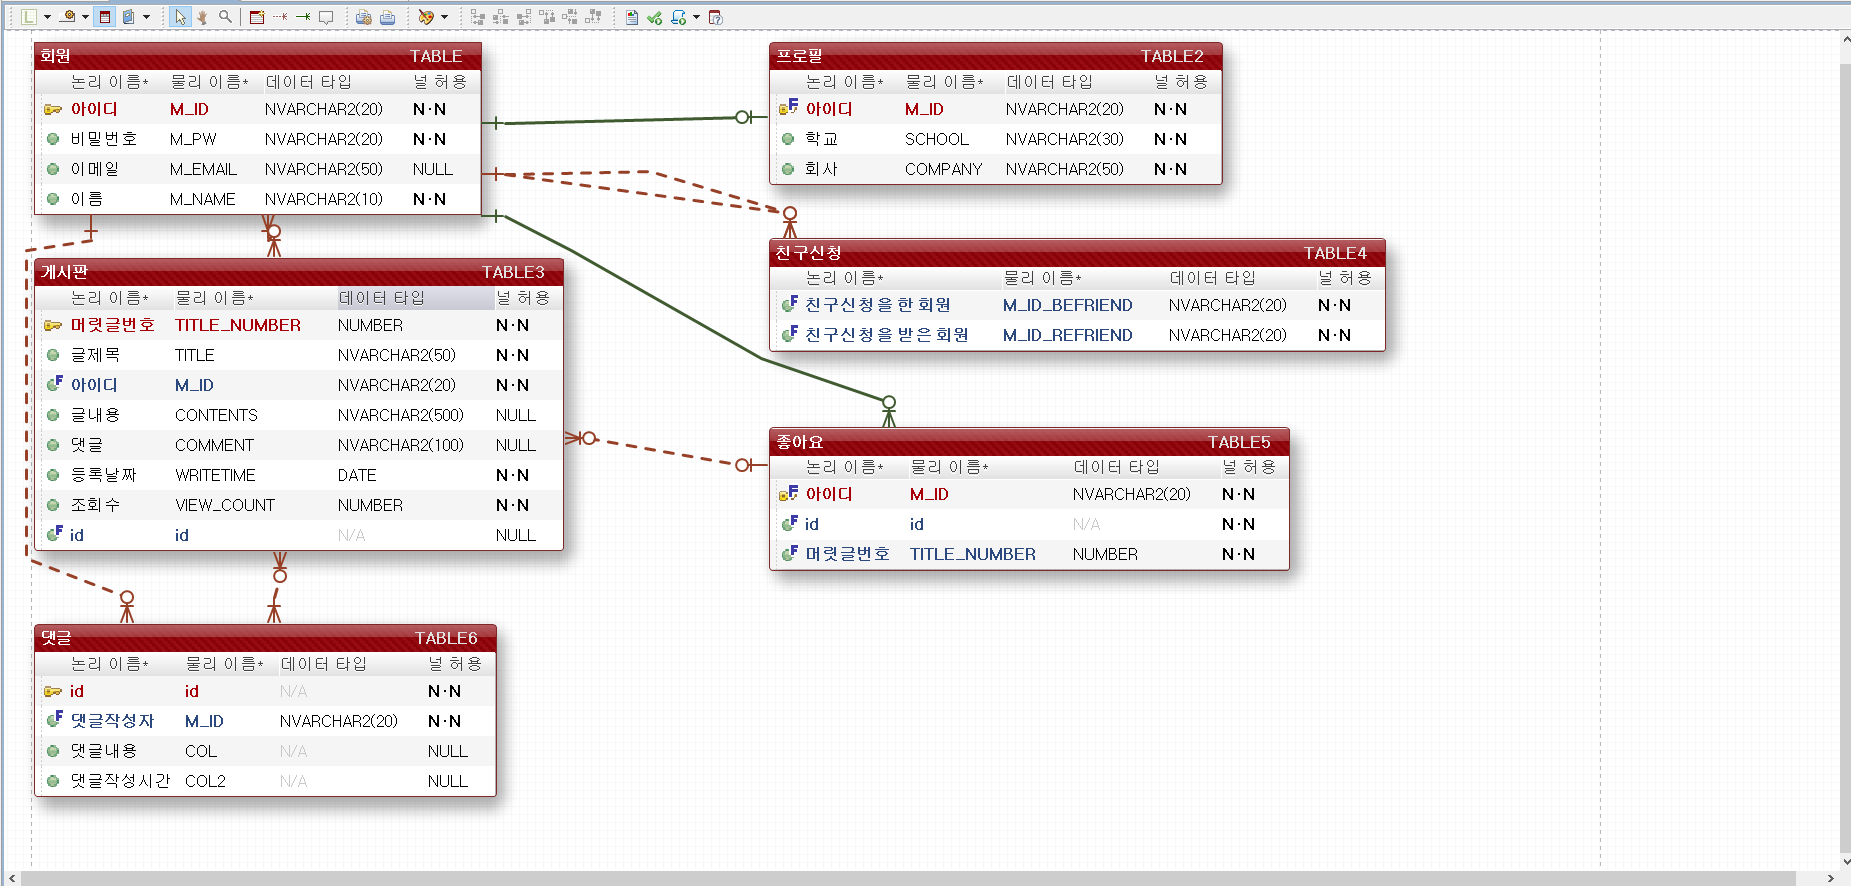 회원 TABLE
논리 이름* 물리 이름* 데이터 타입 널 허용
아이디 M_ID NVARCHAR2(20) N·N
비밀번호 M_PW NVARCHAR2(20) N·N
이메일 M_EMAIL NVARCHAR2(50) NULL
이름 M_NAME NVARCHAR2(10) N·N
프로필 TABLE2
논리 이름* 물리 이름* 데이터 타입 널 허용
아이디 M_ID NVARCHAR2(20) N·N
학교 SCHOOL NVARCHAR2(30) N·N
회사 COMPANY NVARCHAR2(50) N·N
친구신청 TABLE4
논리 이름* 물리 이름* 데이터 타입 널 허용
친구신청을 한 회원 M_ID_BEFRIEND NVARCHAR2(20) N·N
친구신청을 받은 회원 M_ID_REFRIEND NVARCHAR2(20) N·N
게시판 TABLE3
논리 이름* 물리 이름* 데이터 타입 널 허용
머릿글번호 TITLE_NUMBER NUMBER N·N
글제목 TITLE NVARCHAR2(50) N·N
아이디 M_ID NVARCHAR2(20) N·N
글내용 CONTENTS NVARCHAR2(500) NULL
댓글 COMMENT NVARCHAR2(100) NULL
등록날짜 WRITETIME DATE N·N
조회수 VIEW_COUNT NUMBER N·N
id id N/A NULL
좋아요 TABLE5
논리 이름* 물리 이름* 데이터 타입 널 허용
아이디 M_ID NVARCHAR2(20) N·N
id id N/A N·N
머릿글번호 TITLE_NUMBER NUMBER N·N
댓글 TABLE6
논리 이름* 물리 이름* 데이터 타입 널 허용
id id N/A N·N
댓글작성자 M_ID NVARCHAR2(20) N·N
댓글내용 COL N/A NULL
댓글작성시간 COL2 N/A NULL